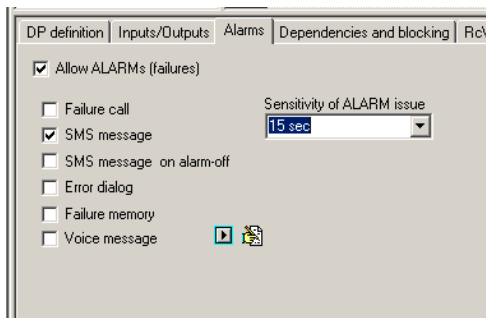 DP definition Inputs/Outputs Alarms Dependencies and blocking
Allow ALARMs (failures)
Failure call
Sensitivity of ALARM issue
SMS message
15 sec
SMS message on alarm-off
Error dialog
Failure memory
Voice message